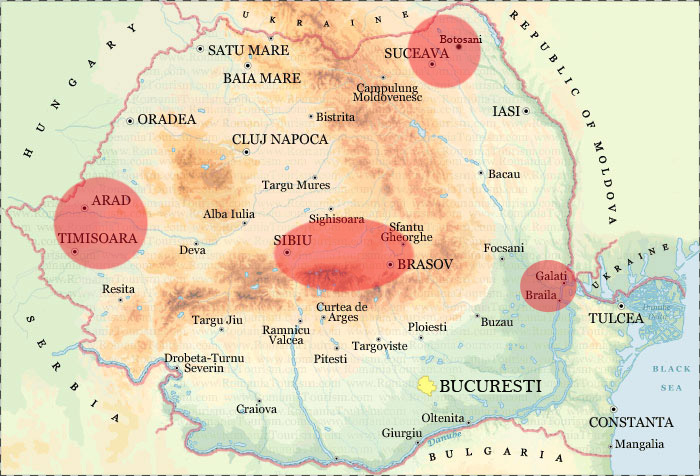 UKRAINE
HUNGARY
REPUBLIC OF MOLDOVA
Botosani
SATU MARE
SUCEAVA
BAIA MARE
Campulung
Moldovenesc
IASI
Bistrita
ORADEA
CLUJ NAPOCA
Bacau
Targu Mures
ARAD
Alba Iulia
Sighisoara
Sfantu
Gheorghe
TIMISOARA
SIBIU
Deva
Focsani
BRASOV
UKRAINE
Galati
Resita
Braila
Curtea de
Arges
TULCEA
Targu Jiu
Ramnicu
Valcea
Ploiesti
Buzau
Targoviste
SERBIA
Drobeta-Turnu
Severin
Pitesti
BLACK
SEA
BUCURESTI
Craiova
Oltenita
CONSTANTA
Giurgiu
Danube
Mangalia
BULGARIA